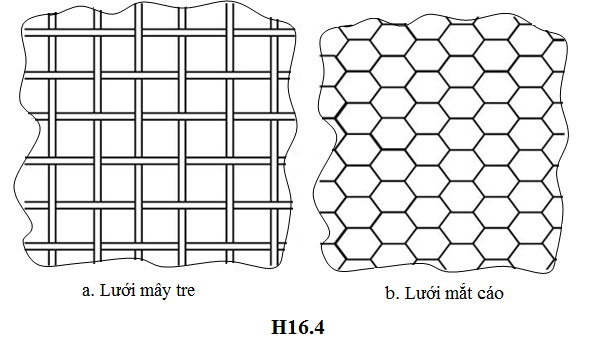 a. Lưới mây tre
b. Lưới mắt cáo
H16.4